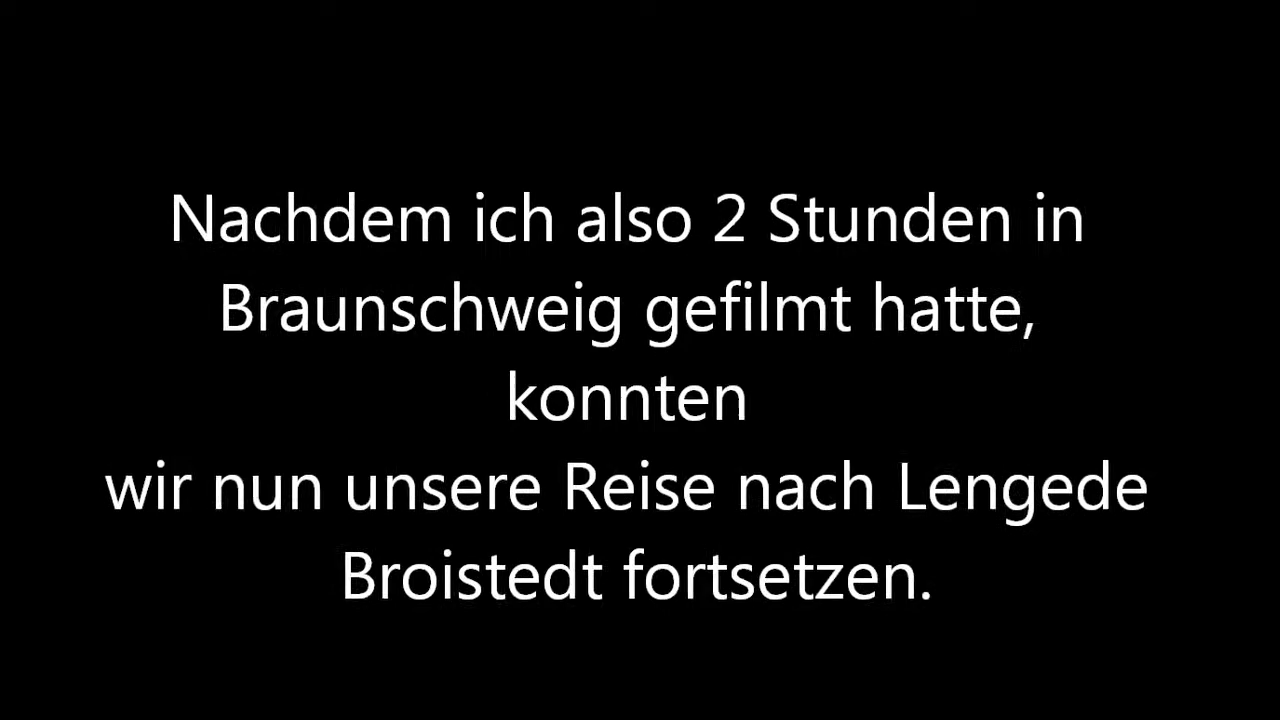 Nachdem ich also 2 Stunden in
Braunschweig gefilmt hatte,
konnten
wir nun unsere Reise nach Lengede
Broistedt fortsetzen.